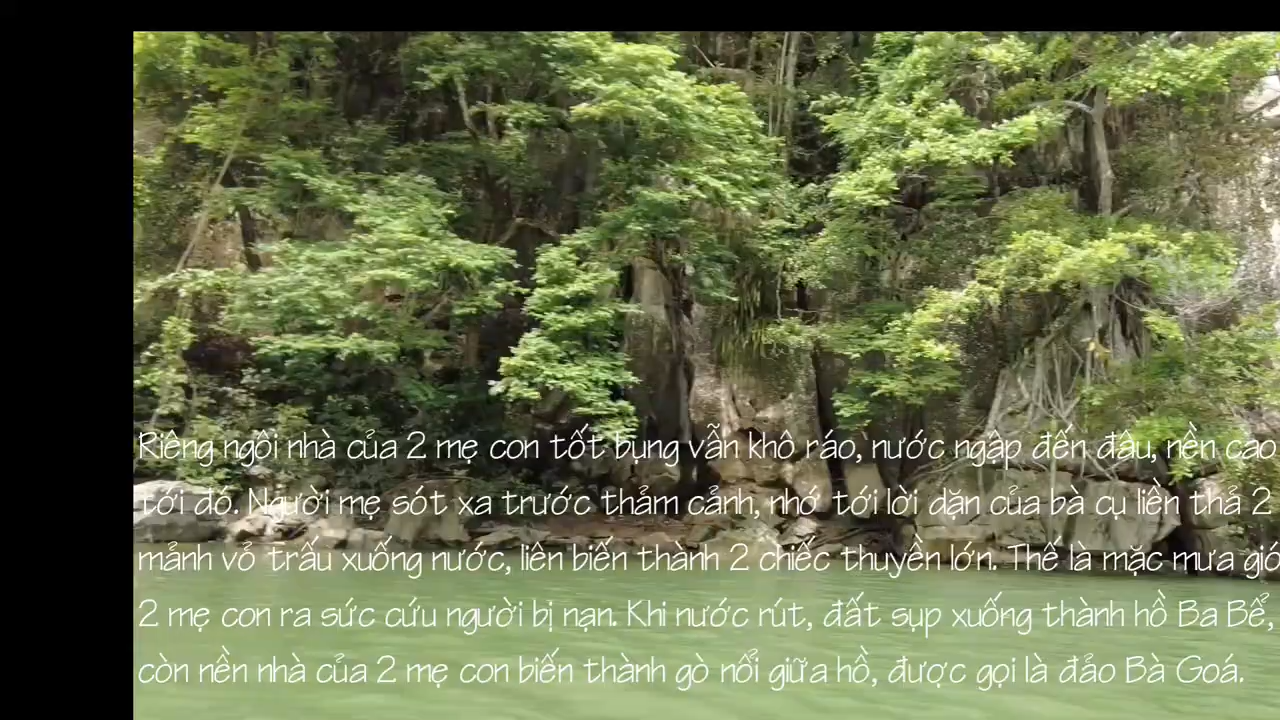 Riêng ngôi nhà của 2 mẹ con tốt bụng vẫn khô ráo, nước ngập đến đâu, nền cao
tới đó. Người mẹ sót xa trước thảm cảnh, nhớ tới lời dặn của bà cụ liền thả 2
mảnh vỏ trấu xuống nước, liên biến thành 2 chiếc thuyền lớn. Thế là mặc mưa gió
2 mẹ con ra sức cứu người bị nạn. Khi nước rút, đất sụp xuống thành hồ Ba Bể,
còn nền nhà của 2 mẹ con biến thành gò nổi giữa hồ, được gọi là đảo Bà Goá.